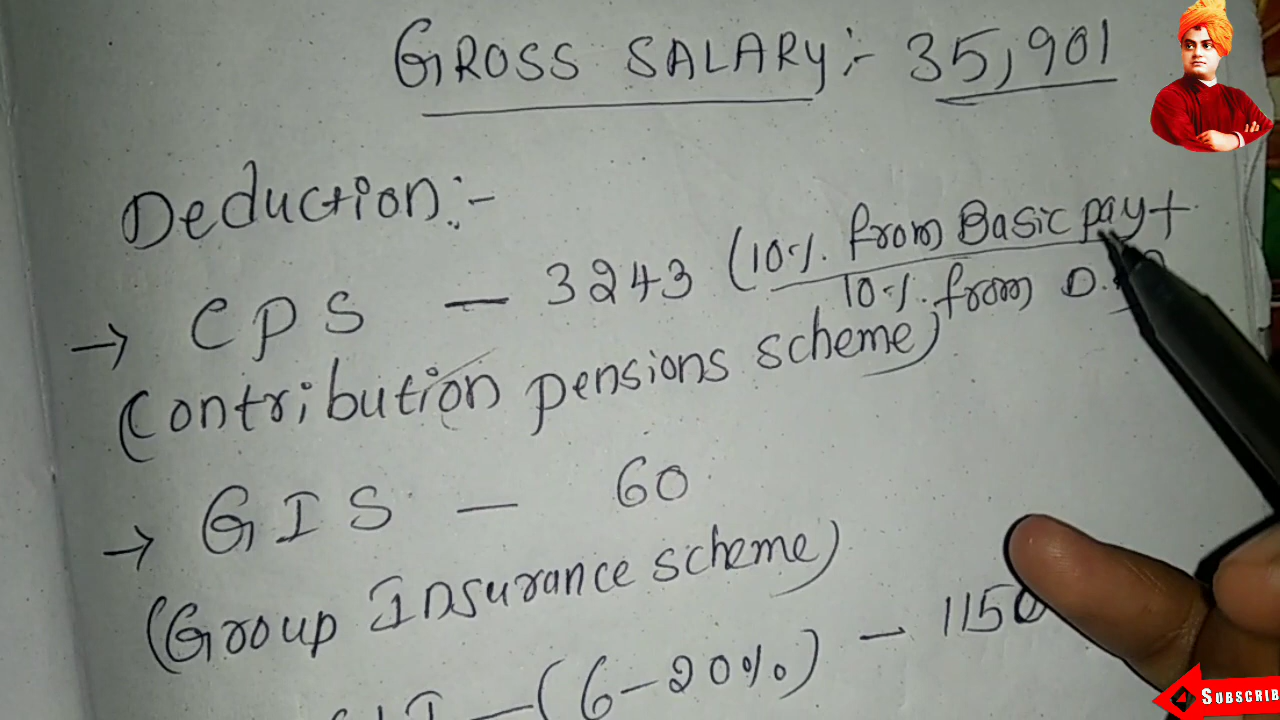 GROSS SALARY:- 35,901
Deduction:-
→ CPS — 3243 (10%. from Basic pay +
10%. from D.
(Contribution pensions scheme)
→ GIS — 60
(Group Insurance scheme)
— (6-20%) — 1150
SUBSCRIB